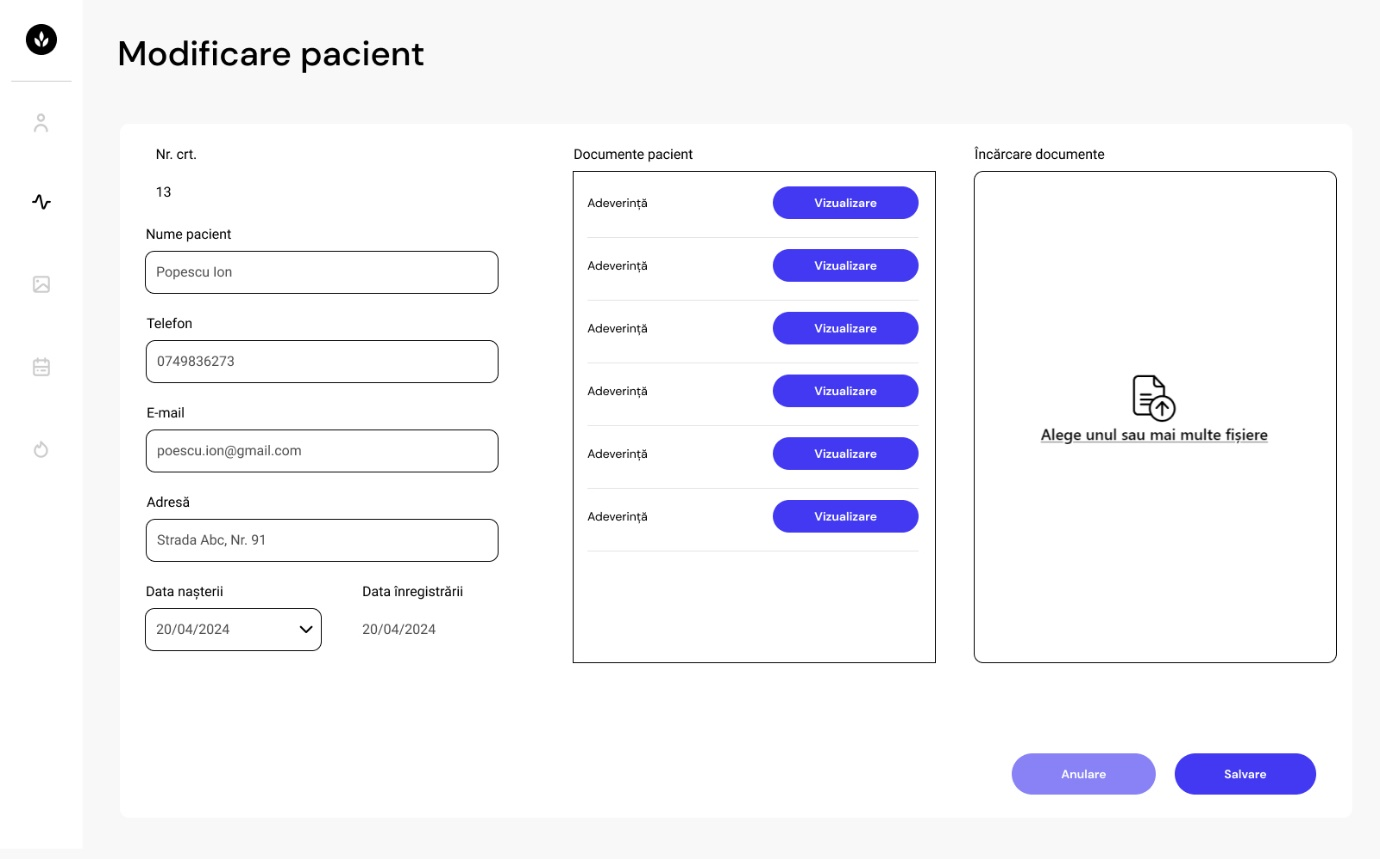 Modificare pacient
Nr. crt.
13
Nume pacient
Popescu Ion
Telefon
0749836273
E-mail
poescu.ion@gmail.com
Adresă
Strada Abc, Nr. 91
Data nașterii
Data înregistrării
20/04/2024
20/04/2024
Documente pacient
Adeverință
Vizualizare
Adeverință
Vizualizare
Adeverință
Vizualizare
Adeverință
Vizualizare
Adeverință
Vizualizare
Adeverință
Vizualizare
Încărcare documente
Alege unul sau mai multe fișiere
Anulare
Salvare